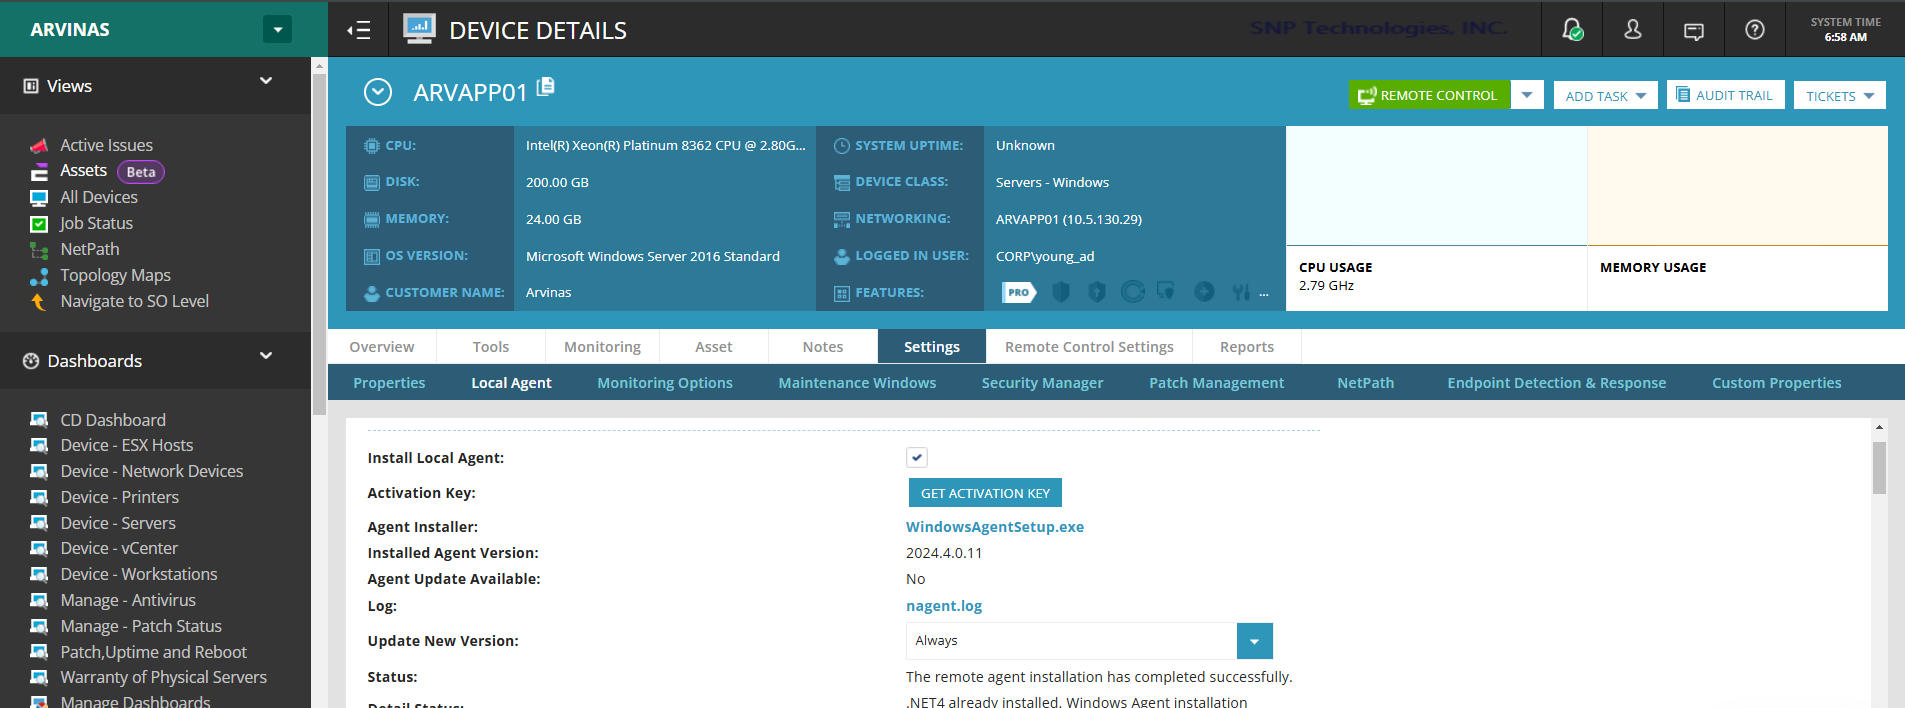 ARVINAS
DEVICE DETAILS
SNP Technologies, INC.
SYSTEM TIME
6:58 AM
Views
Active Issues
Assets Beta
All Devices
Job Status
NetPath
Topology Maps
Navigate to SO Level
Dashboards
CD Dashboard
Device - ESX Hosts
Device - Network Devices
Device - Printers
Device - Servers
Device - vCenter
Device - Workstations
Manage - Antivirus
Manage - Patch Status
Patch,Uptime and Reboot
Warranty of Physical Servers
Manage Dashboards
ARVAPP01
REMOTE CONTROL
ADD TASK
AUDIT TRAIL
TICKETS
CPU: Intel(R) Xeon(R) Platinum 8362 CPU @ 2.80G...
DISK: 200.00 GB
MEMORY: 24.00 GB
OS VERSION: Microsoft Windows Server 2016 Standard
CUSTOMER NAME: Arvinas
SYSTEM UPTIME: Unknown
DEVICE CLASS: Servers - Windows
NETWORKING: ARVAPP01 (10.5.130.29)
LOGGED IN USER: CORP\young_ad
FEATURES: PRO ...
CPU USAGE
2.79 GHz
MEMORY USAGE
Overview Tools Monitoring Asset Notes Settings Remote Control Settings Reports
Properties Local Agent Monitoring Options Maintenance Windows Security Manager Patch Management NetPath Endpoint Detection & Response Custom Properties
Install Local Agent:
Activation Key: GET ACTIVATION KEY
Agent Installer: WindowsAgentSetup.exe
Installed Agent Version: 2024.4.0.11
Agent Update Available: No
Log: nagent.log
Update New Version: Always
Status: The remote agent installation has completed successfully.
Detail Status: .NET4 already installed. Windows Agent installation